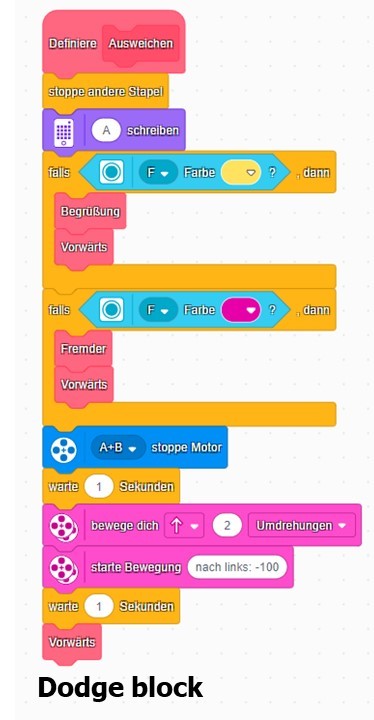 Definiere Ausweichen
stoppe andere Stapel
A schreiben
falls F Farbe ? , dann
Begrüßung
Vorwärts
falls F Farbe ? , dann
Fremder
Vorwärts
A+B stoppe Motor
warte 1 Sekunden
bewege dich ↑ 2 Umdrehungen
starte Bewegung nach links: -100
warte 1 Sekunden
Vorwärts
Dodge block